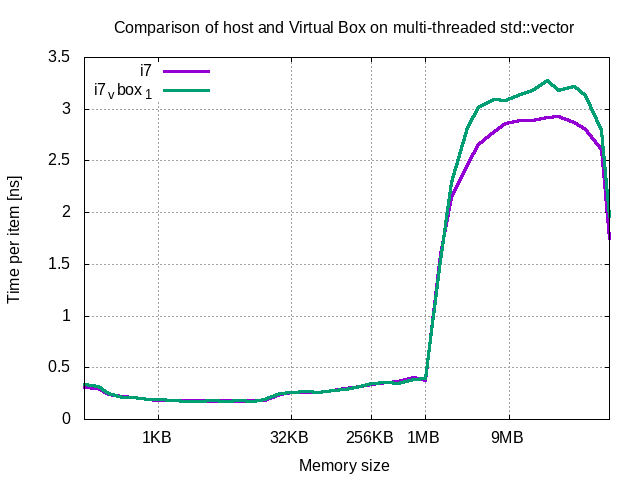 Comparison of host and Virtual Box on multi-threaded std::vector
3.5
i7
i7vbox1
3
2.5
2
1.5
1
0.5
0
Time per item [ns]
1KB 32KB 256KB 1MB 9MB
Memory size